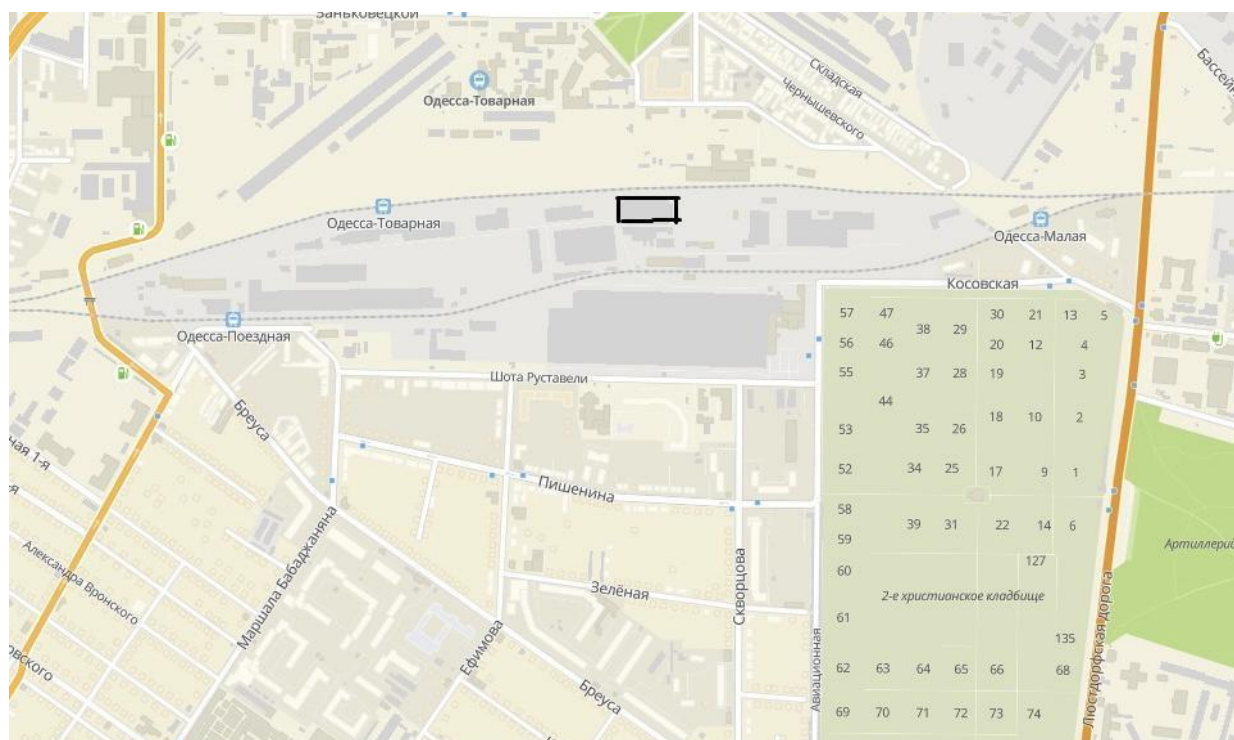 Заньковецкой
Складская
Бассейн
Одесса-Товарная
Чернышевского
Одесса-Товарная
Одесса-Малая
Косовская
57 47 38 29 30 21 13 5
Одесса-Поездная
56 46 20 12 4
Шота Руставели
55 37 28 19 3
44
Бреуса
18 10 2
53 35 26
ная 1-я
52 34 25 17 9 1
Пишенина
58
39 31 22 14 6
59
Артиллерий
127
60
Александра Вронского
Маршала Бабаджаняна
Зелёная
Скворцова
2-е христианское кладбище
61
135
Ефимова
овского
62 63 64 65 66 68
Авиационная
Люстдорфская дорога
Бреуса
69 70 71 72 73 74